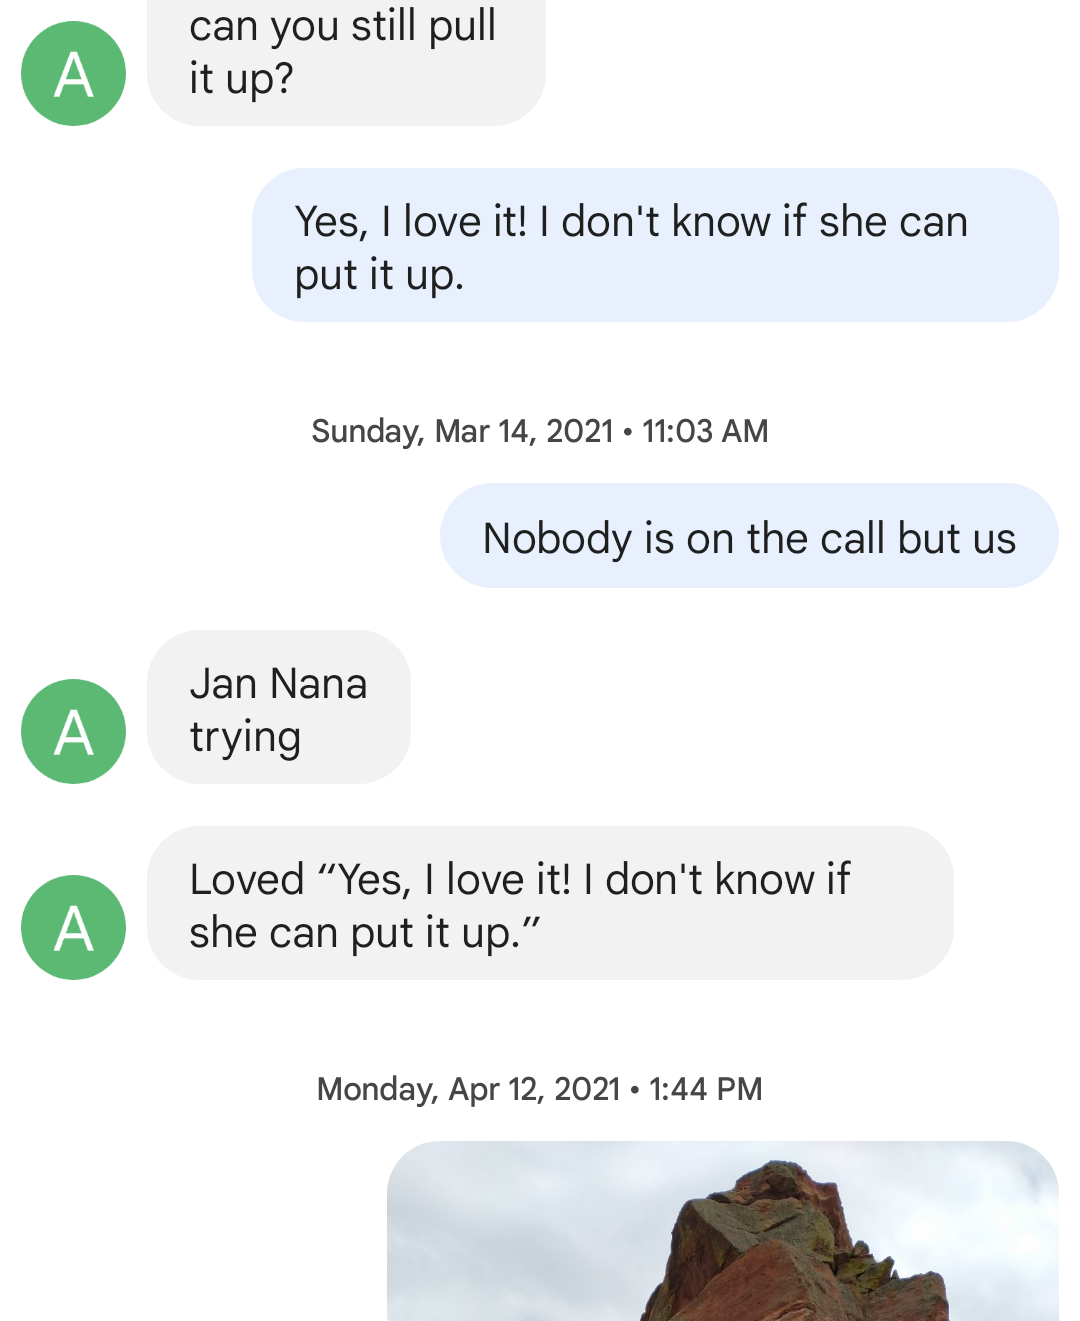 can you still pull
it up?
A
Yes, I love it! I don't know if she can
put it up.
Sunday, Mar 14, 2021 • 11:03 AM
Nobody is on the call but us
Jan Nana
trying
A
Loved “Yes, I love it! I don't know if
she can put it up.”
A
Monday, Apr 12, 2021 • 1:44 PM